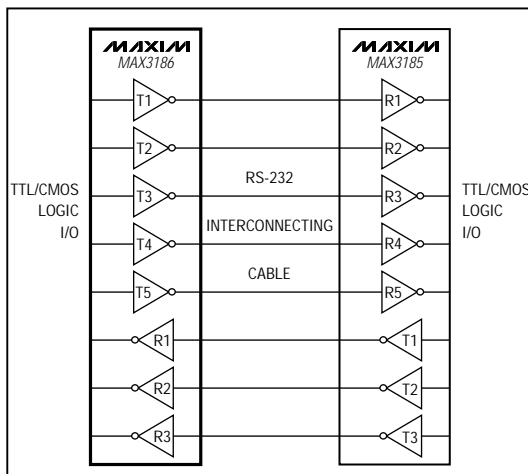 MAXIM
MAX3186
MAXIM
MAX3185
T1
R1
T2
R2
RS-232
TTL/CMOS
LOGIC
I/O
T3
R3
TTL/CMOS
LOGIC
I/O
INTERCONNECTING
T4
R4
CABLE
T5
R5
R1
T1
R2
T2
R3
T3